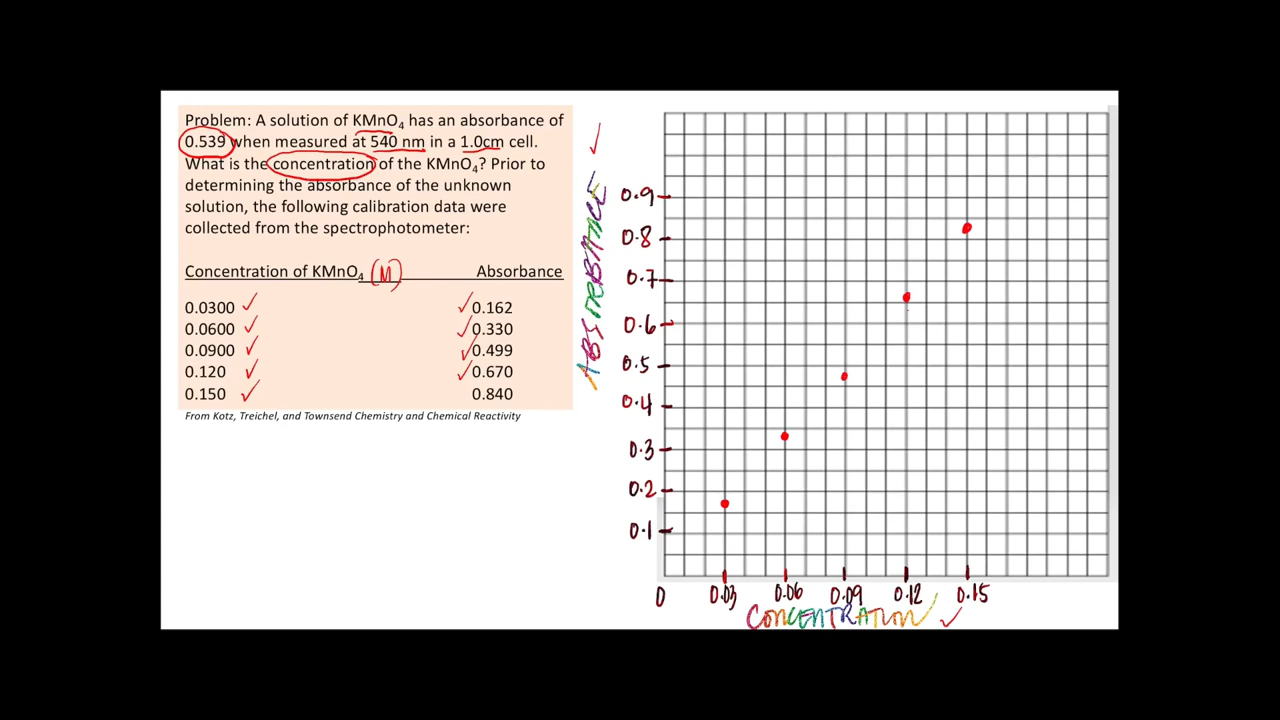 Problem: A solution of KMnO₄ has an absorbance of
0.539 when measured at 540 nm in a 1.0cm cell.
What is the concentration of the KMnO₄? Prior to
determining the absorbance of the unknown
solution, the following calibration data were
collected from the spectrophotometer:
Concentration of KMnO₄ (M) Absorbance
0.0300 0.162
0.0600 0.330
0.0900 0.499
0.120 0.670
0.150 0.840
From Kotz, Treichel, and Townsend Chemistry and Chemical Reactivity
ABSORBANCE
0.9
0.8
0.7
0.6
0.5
0.4
0.3
0.2
0.1
0 0.03 0.06 0.09 0.12 0.15
CONCENTRATION